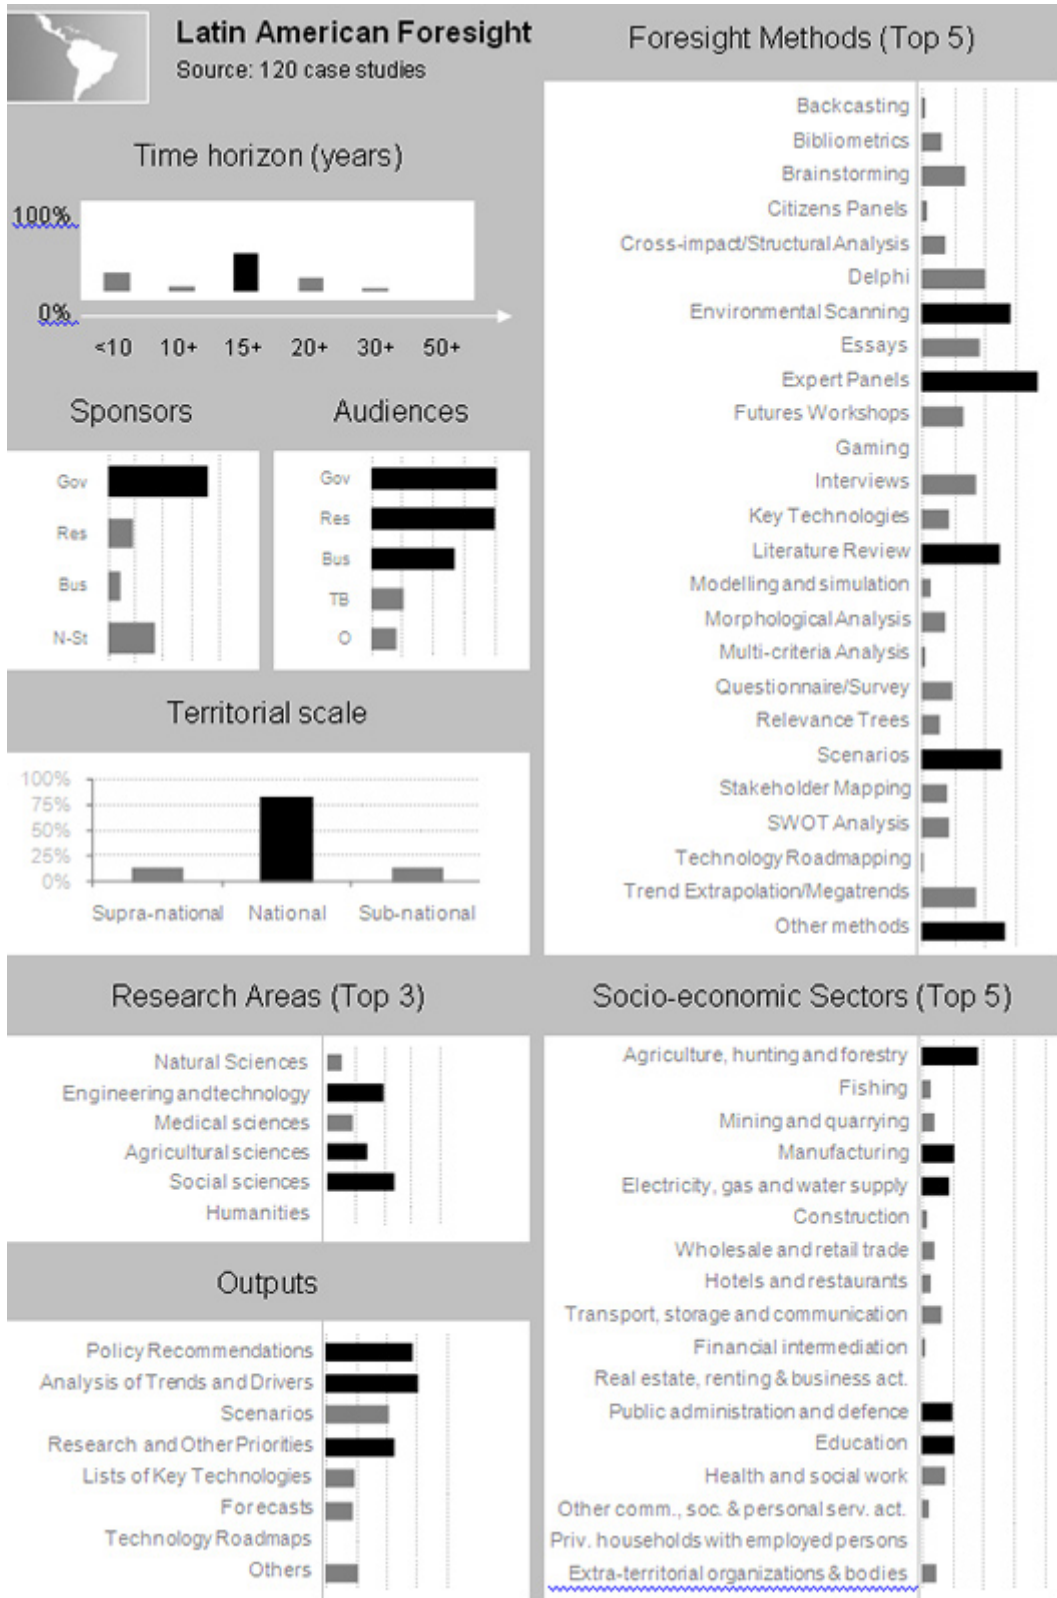 Latin American Foresight
Source: 120 case studies
Time horizon (years)
100%
0%
<10 10+ 15+ 20+ 30+ 50+
Sponsors
Gov
Res
Bus
N-St
Audiences
Gov
Res
Bus
TB
O
Territorial scale
100%
75%
50%
25%
0%
Supra-national National Sub-national
Foresight Methods (Top 5)
Backcasting
Bibliometrics
Brainstorming
Citizens Panels
Cross-impact/Structural Analysis
Delphi
Environmental Scanning
Essays
Expert Panels
Futures Workshops
Gaming
Interviews
Key Technologies
Literature Review
Modelling and simulation
Morphological Analysis
Multi-criteria Analysis
Questionnaire/Survey
Relevance Trees
Scenarios
Stakeholder Mapping
SWOT Analysis
Technology Roadmapping
Trend Extrapolation/Megatrends
Other methods
Research Areas (Top 3)
Natural Sciences
Engineering and technology
Medical sciences
Agricultural sciences
Social sciences
Humanities
Outputs
Policy Recommendations
Analysis of Trends and Drivers
Scenarios
Research and Other Priorities
Lists of Key Technologies
Forecasts
Technology Roadmaps
Others
Socio-economic Sectors (Top 5)
Agriculture, hunting and forestry
Fishing
Mining and quarrying
Manufacturing
Electricity, gas and water supply
Construction
Wholesale and retail trade
Hotels and restaurants
Transport, storage and communication
Financial intermediation
Real estate, renting & business act.
Public administration and defence
Education
Health and social work
Other comm., soc. & personal serv. act.
Priv. households with employed persons
Extra-territorial organizations & bodies